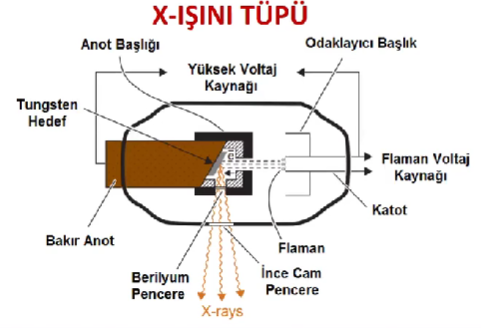 X-IŞINI TÜPÜ
Anot Başlığı
Odaklayıcı Başlık
Yüksek Voltaj
Kaynağı
Tungsten
Hedef
Flaman Voltaj
Kaynağı
Katot
Bakır Anot
Flaman
Berilyum
Pencere
İnce Cam
Pencere
X-rays